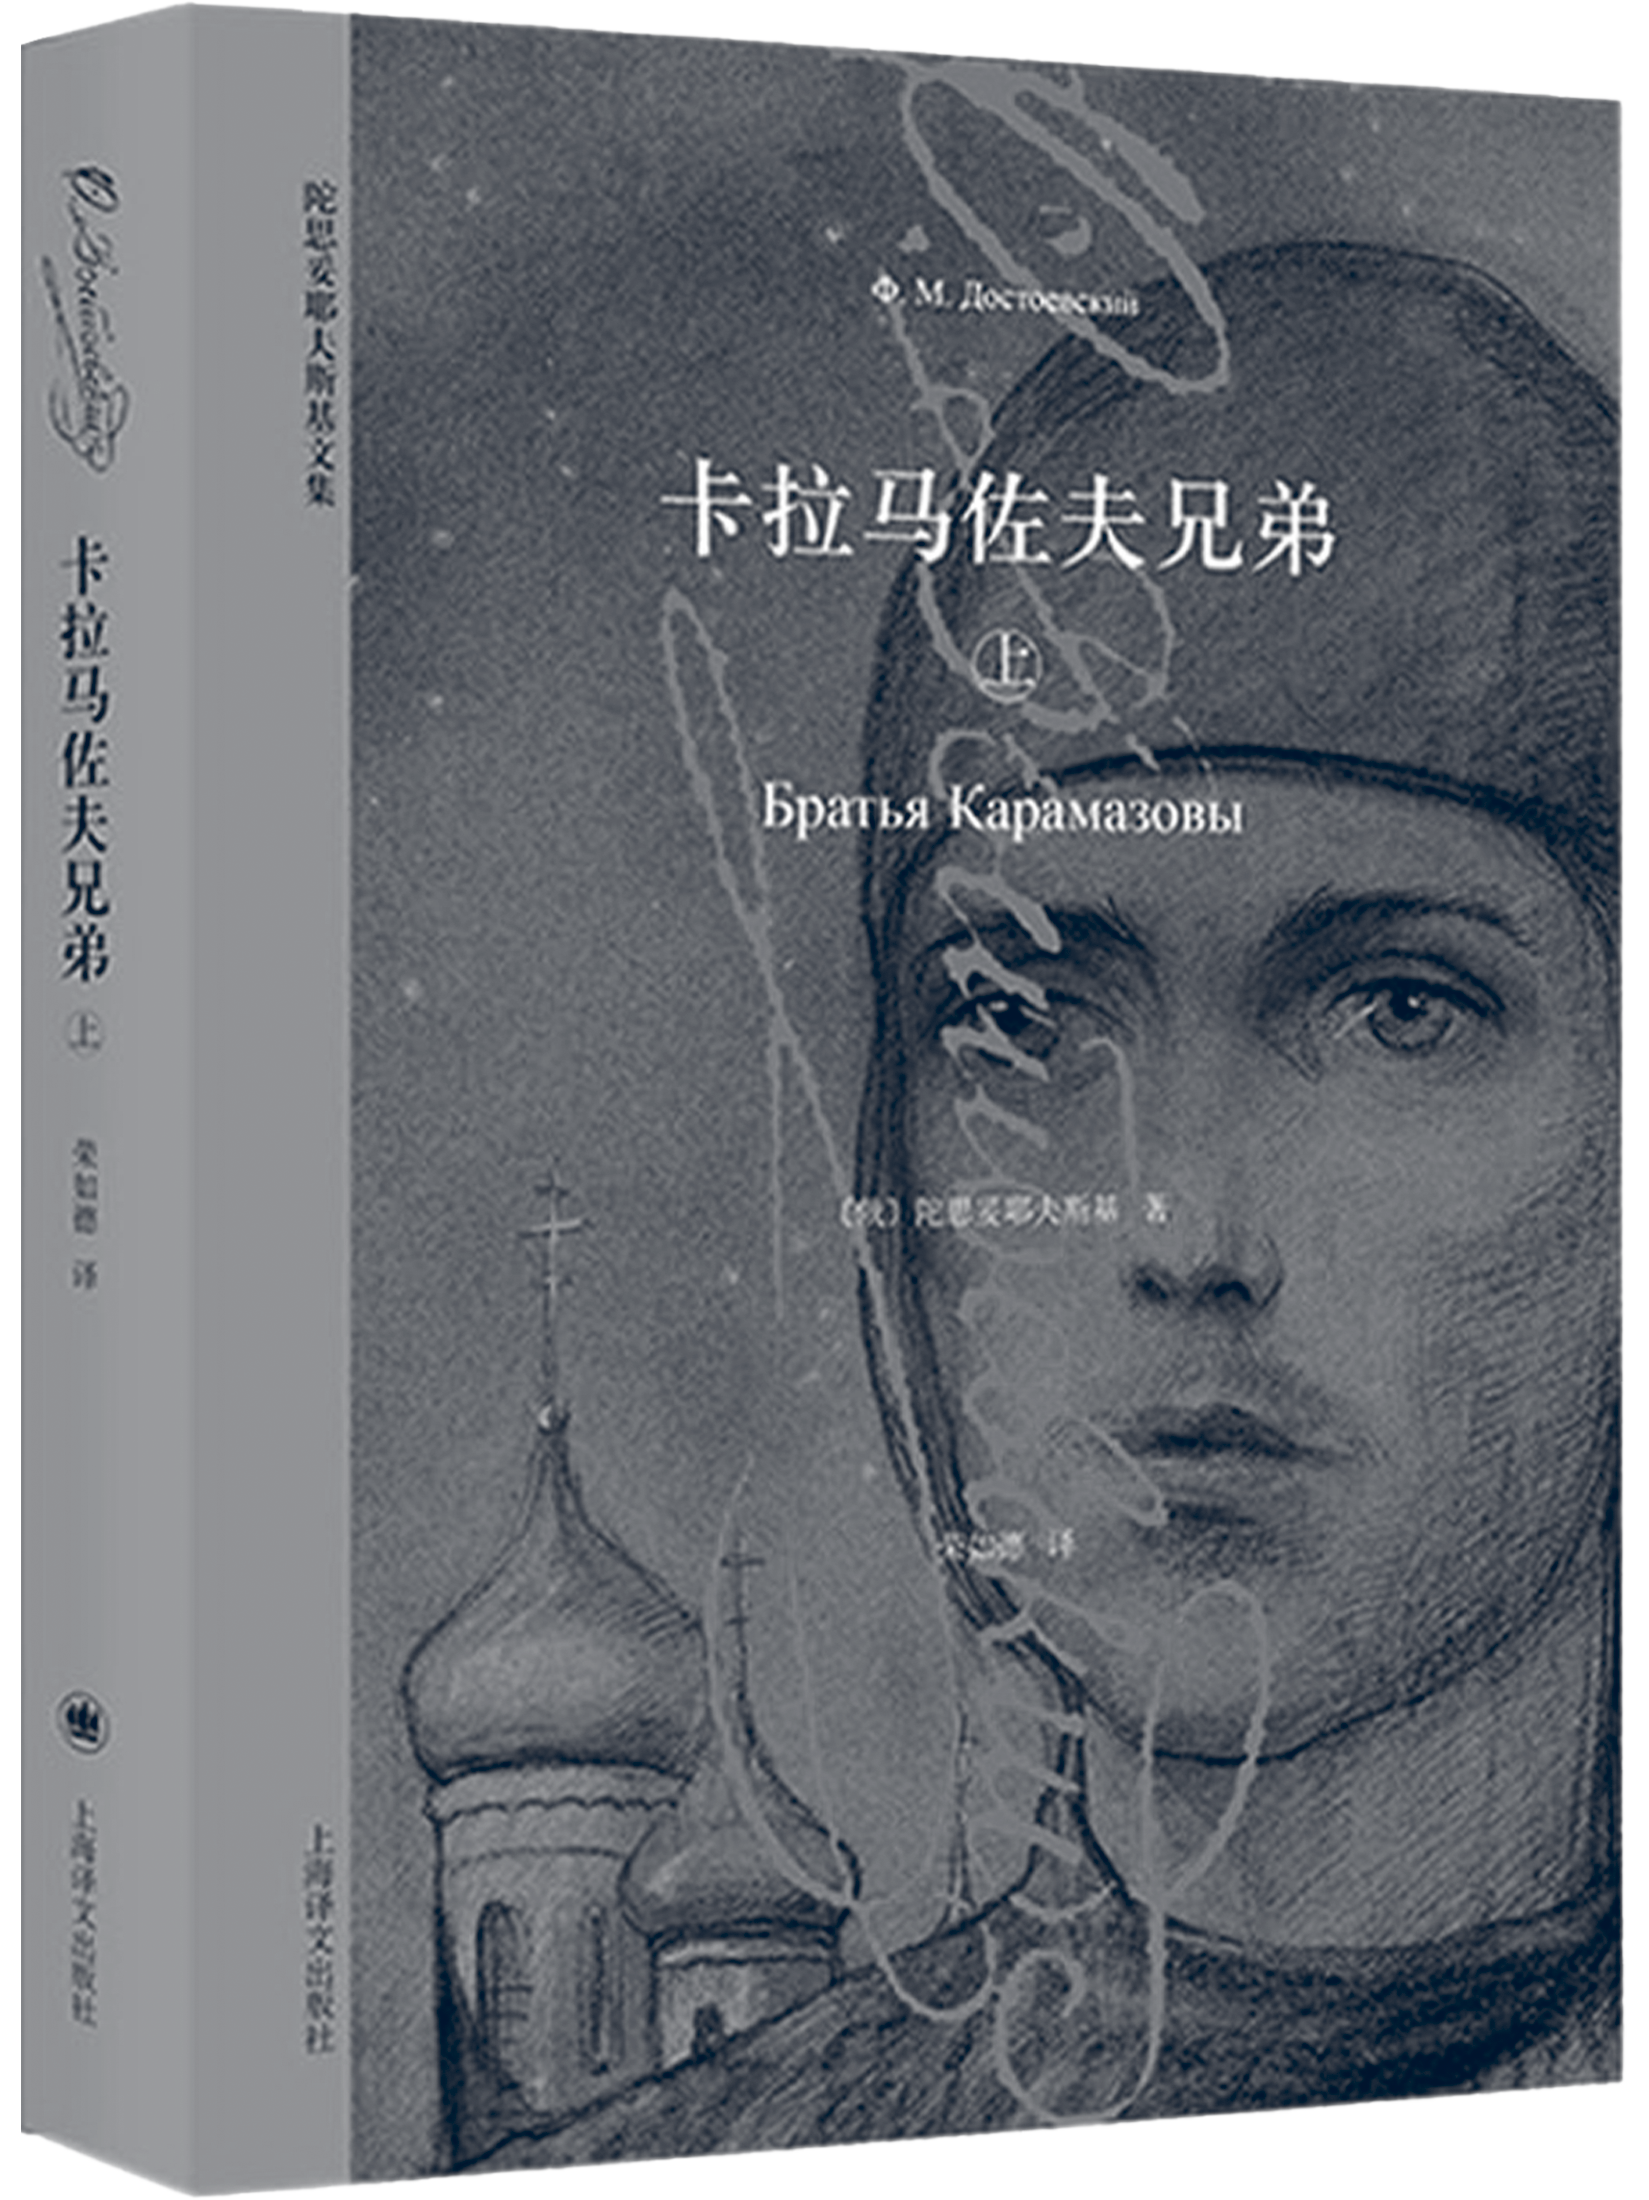 陀思妥耶夫斯基文集
卡拉马佐夫兄弟
上
荣如德 译
上海译文出版社
上海译文出版社
Ф. М. Достоевский
卡拉马佐夫兄弟
上
Братья Карамазовы
〔俄〕陀思妥耶夫斯基 著
荣如德 译